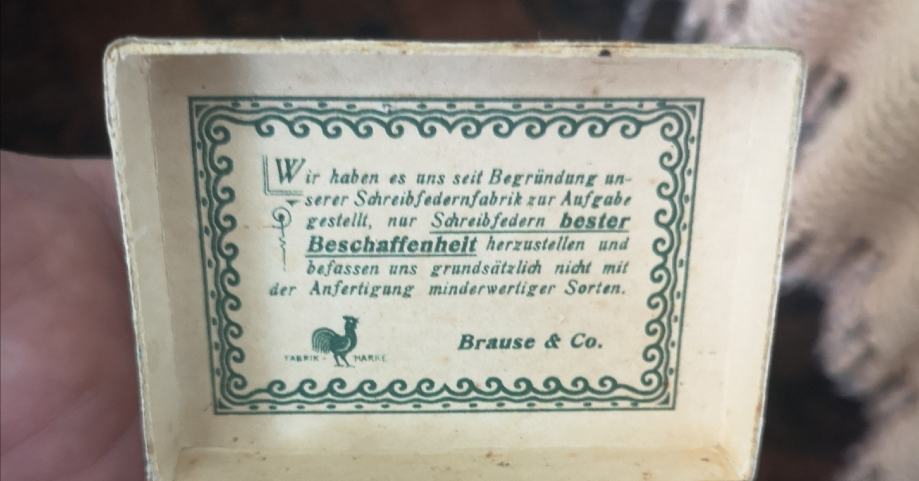 Wir haben es uns seit Begründung un-
serer Schreibfedernfabrik zur Aufgabe
gestellt, nur Schreibfedern bester
Beschaffenheit herzustellen und
befassen uns grundsätzlich nicht mit
der Anfertigung minderwertiger Sorten.
FABRIK - MARKE
Brause & Co.